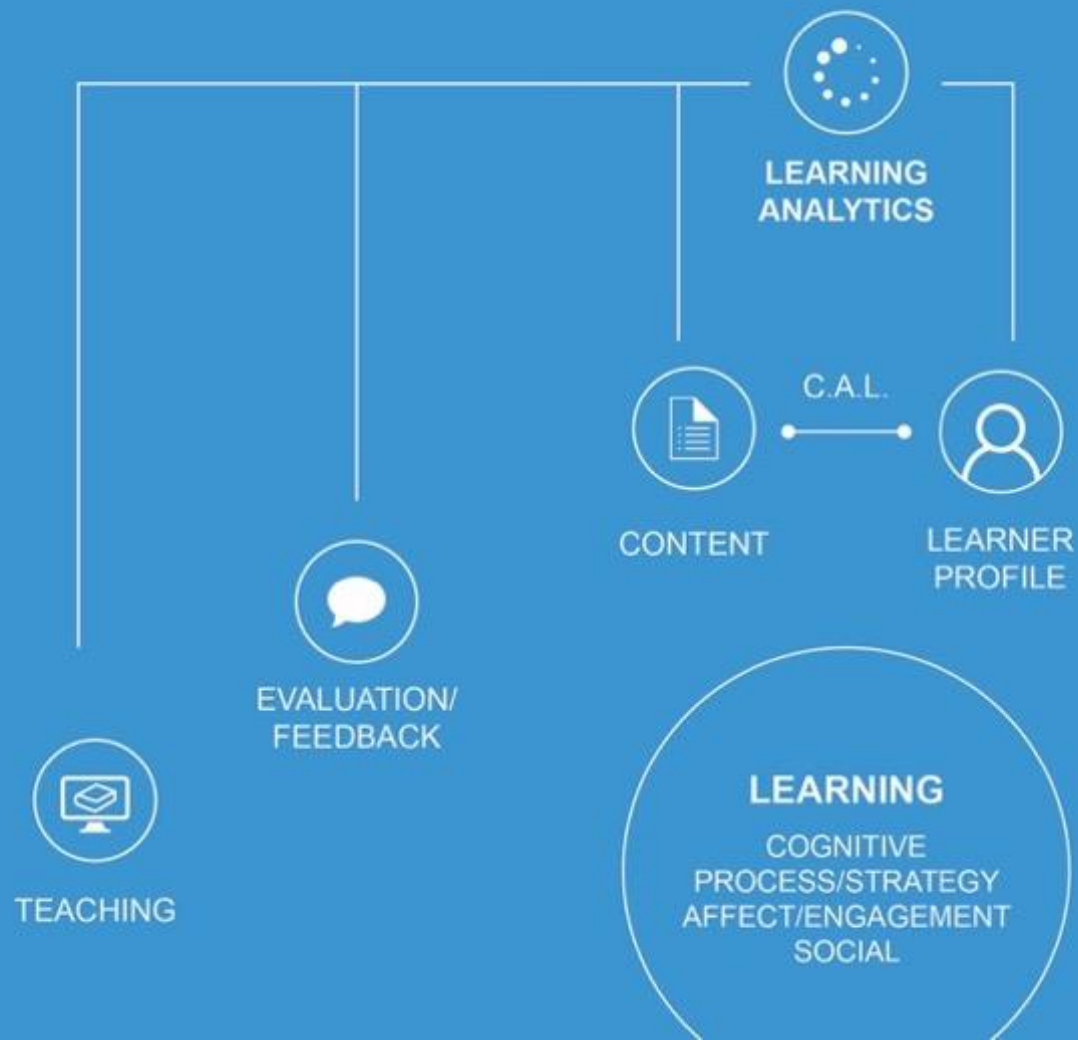 LEARNING
ANALYTICS
C.A.L.
CONTENT
LEARNER
PROFILE
EVALUATION/
FEEDBACK
TEACHING
LEARNING
COGNITIVE
PROCESS/STRATEGY
AFFECT/ENGAGEMENT
SOCIAL